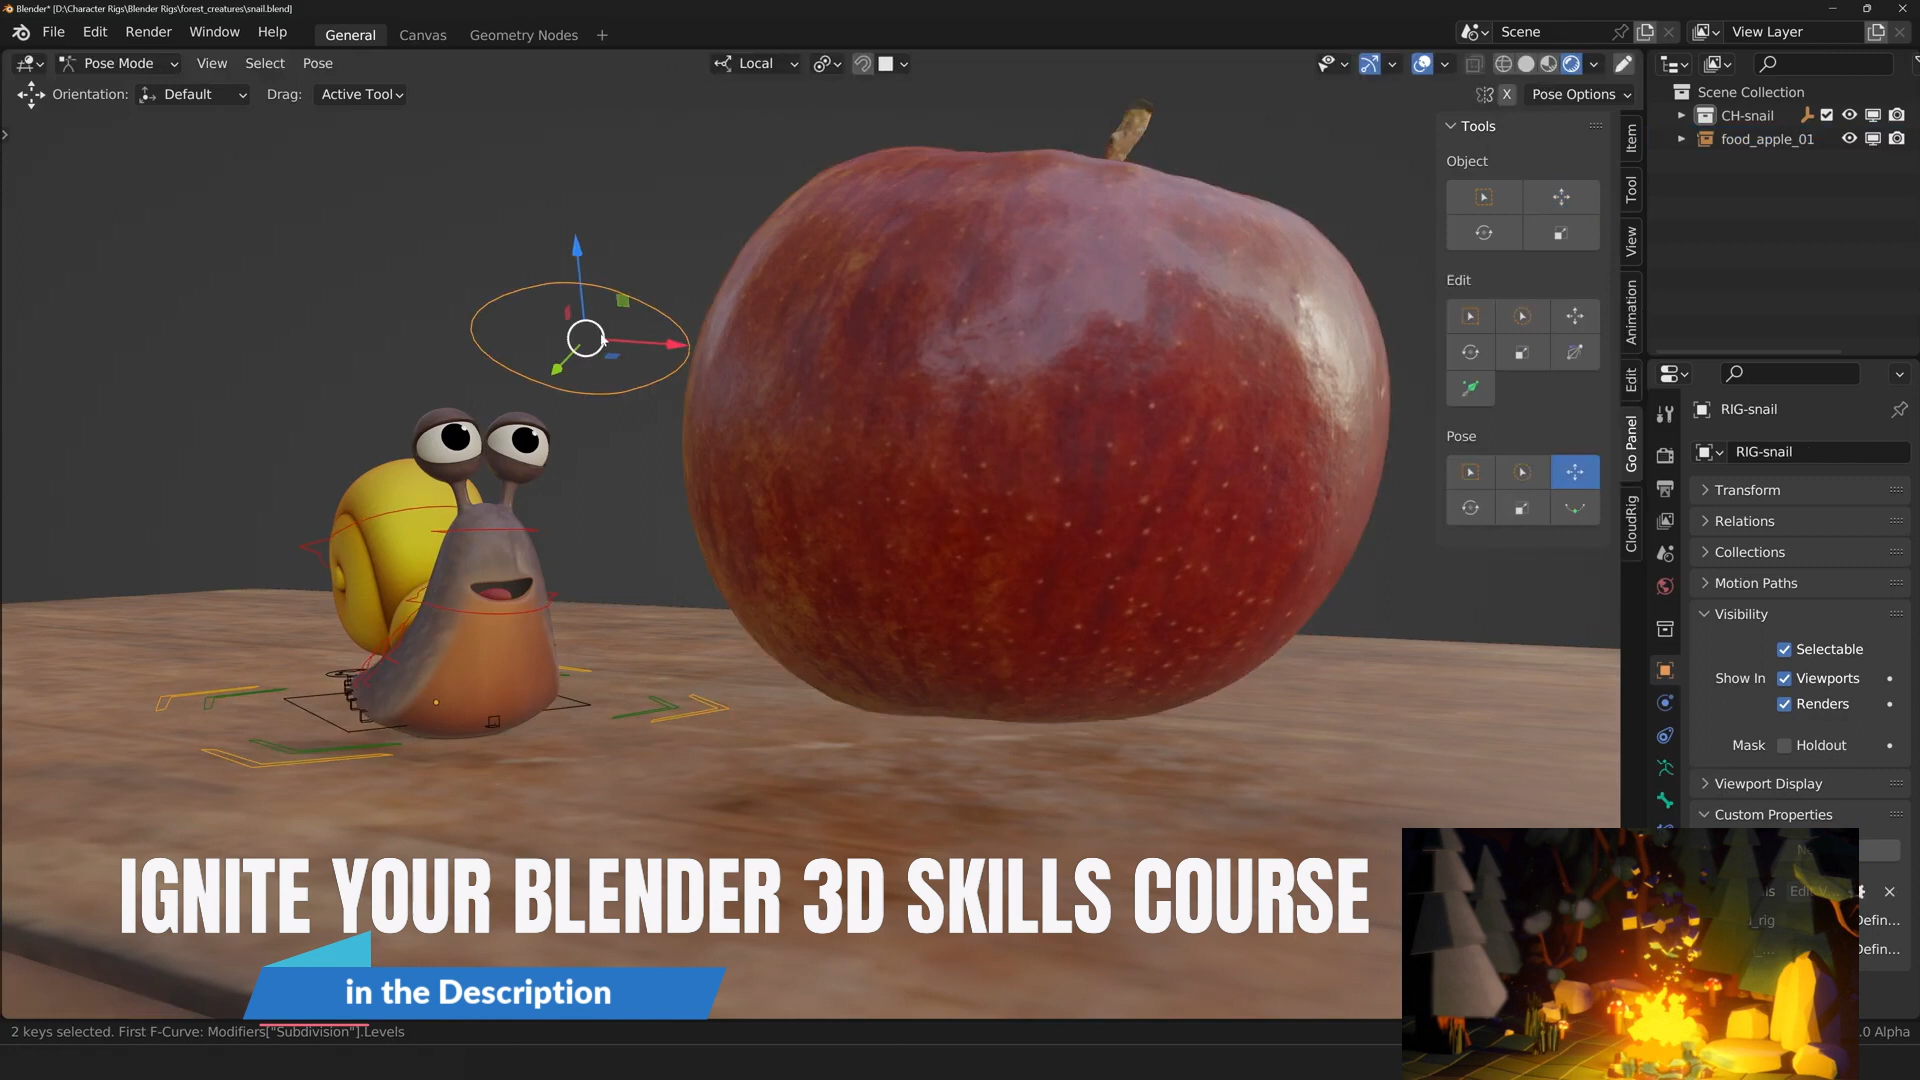 Blender* [D:\Character Rigs\Blender Rigs\forest_creatures\snail.blend]
File Edit Render Window Help General Canvas Geometry Nodes + Scene View Layer
Pose Mode View Select Pose Local
Orientation: Default Drag: Active Tool X Pose Options
Scene Collection
CH-snail
food_apple_01
Tools
Object
Edit
Pose
Item
Tool
View
Animation
Edit
Go Panel
CloudRig
RIG-snail
RIG-snail
Transform
Relations
Collections
Motion Paths
Visibility
Selectable
Show In Viewports
Renders
Mask Holdout
Viewport Display
Custom Properties
Defin...
Defin...
IGNITE YOUR BLENDER 3D SKILLS COURSE
in the Description
2 keys selected. First F-Curve: Modifiers["Subdivision"].Levels
.0 Alpha